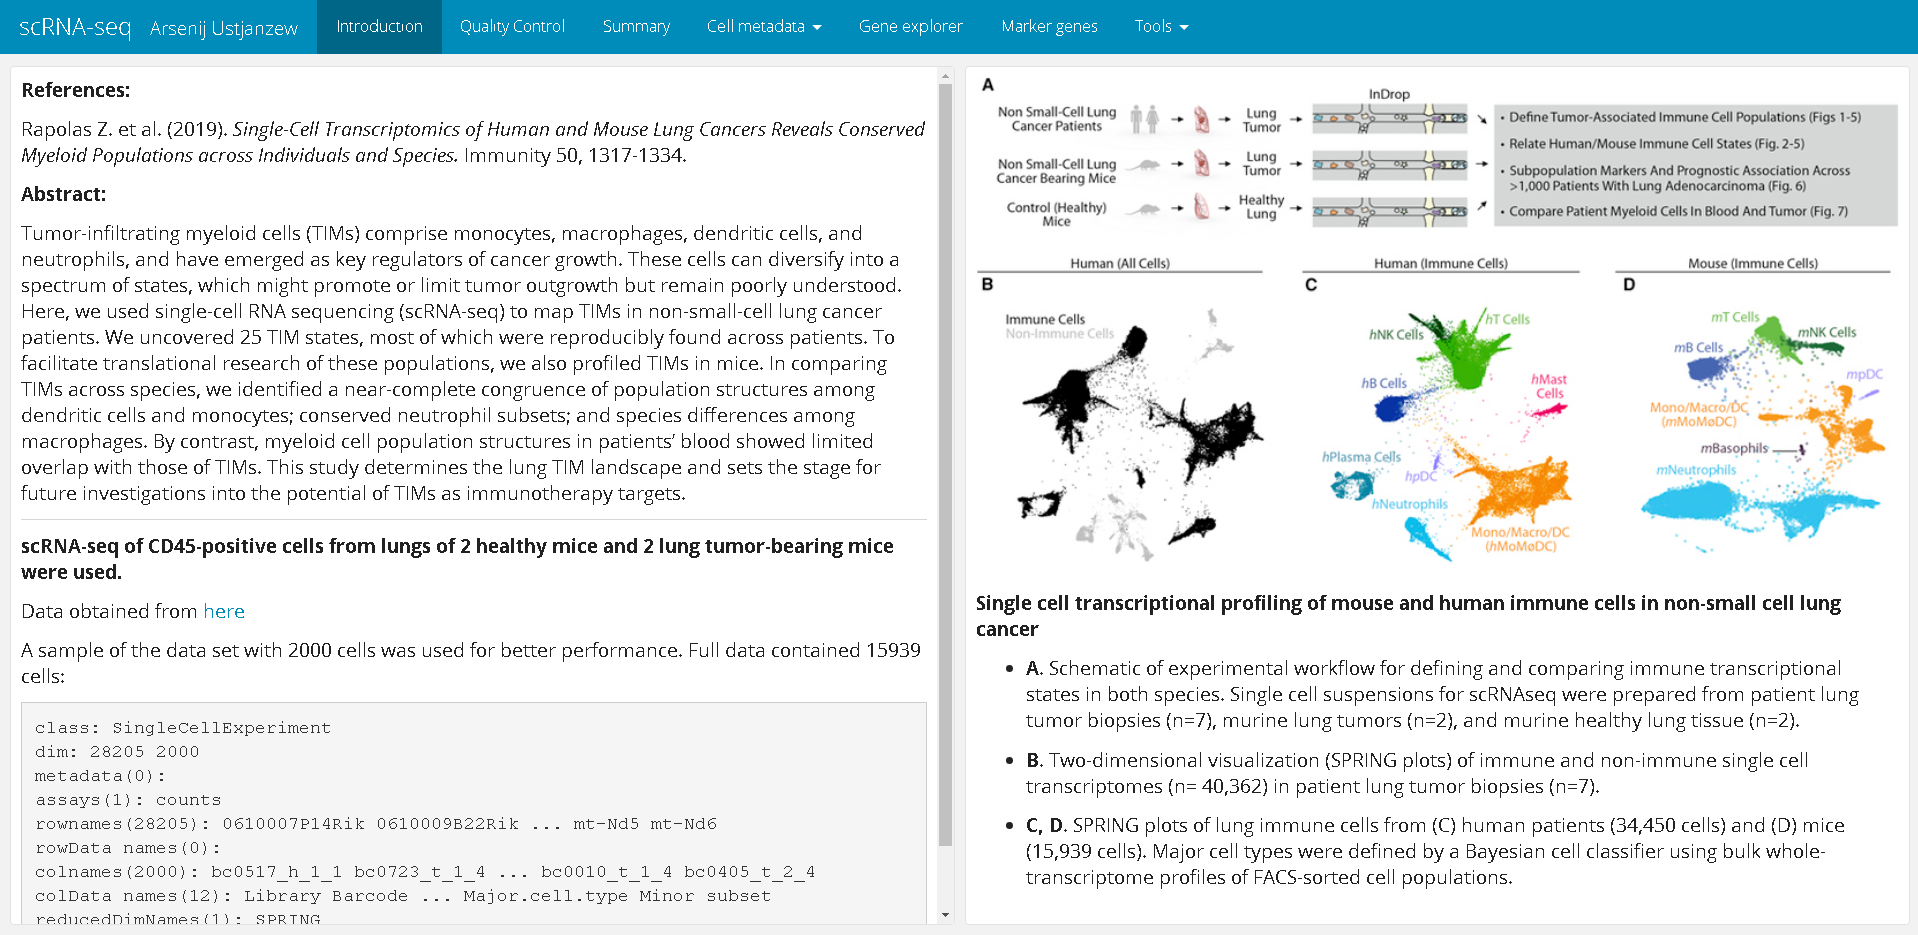 scRNA-seq Arsenij Ustjanzew Introduction Quality Control Summary Cell metadata Gene explorer Marker genes Tools
References:
Rapolas Z. et al. (2019). Single-Cell Transcriptomics of Human and Mouse Lung Cancers Reveals Conserved
Myeloid Populations across Individuals and Species. Immunity 50, 1317-1334.
Abstract:
Tumor-infiltrating myeloid cells (TIMs) comprise monocytes, macrophages, dendritic cells, and
neutrophils, and have emerged as key regulators of cancer growth. These cells can diversify into a
spectrum of states, which might promote or limit tumor outgrowth but remain poorly understood.
Here, we used single-cell RNA sequencing (scRNA-seq) to map TIMs in non-small-cell lung cancer
patients. We uncovered 25 TIM states, most of which were reproducibly found across patients. To
facilitate translational research of these populations, we also profiled TIMs in mice. In comparing
TIMs across species, we identified a near-complete congruence of population structures among
dendritic cells and monocytes; conserved neutrophil subsets; and species differences among
macrophages. By contrast, myeloid cell population structures in patients’ blood showed limited
overlap with those of TIMs. This study determines the lung TIM landscape and sets the stage for
future investigations into the potential of TIMs as immunotherapy targets.
scRNA-seq of CD45-positive cells from lungs of 2 healthy mice and 2 lung tumor-bearing mice
were used.
Data obtained from here
A sample of the data set with 2000 cells was used for better performance. Full data contained 15939
cells:
class: SingleCellExperiment
dim: 28205 2000
metadata(0):
assays(1): counts
rownames(28205): 0610007P14Rik 0610009B22Rik ... mt-Nd5 mt-Nd6
rowData names(0):
colnames(2000): bc0517_h_1_1 bc0723_t_1_4 ... bc0010_t_1_4 bc0405_t_2_4
colData names(12): Library Barcode ... Major.cell.type Minor subset
reducedDimNames(1): SPRING
A
InDrop
Non Small-Cell Lung
Cancer Patients
Lung
Tumor
Non Small-Cell Lung
Cancer Bearing Mice
Lung
Tumor
Control (Healthy)
Mice
Healthy
Lung
• Define Tumor-Associated Immune Cell Populations (Figs 1-5)
• Relate Human/Mouse Immune Cell States (Fig. 2-5)
• Subpopulation Markers And Prognostic Association Across
>1,000 Patients With Lung Adenocarcinoma (Fig. 6)
• Compare Patient Myeloid Cells In Blood And Tumor (Fig. 7)
Human (All Cells)
B
Immune Cells
Non-Immune Cells
Human (Immune Cells)
C
hT Cells
hNK Cells
hB Cells
hMast
Cells
hPlasma Cells
hpDC
hNeutrophils
Mono/Macro/DC
(hMoMøDC)
Mouse (Immune Cells)
D
mT Cells
mNK Cells
mB Cells
mpDC
Mono/Macro/DC
(mMoMøDC)
mBasophils
mNeutrophils
Single cell transcriptional profiling of mouse and human immune cells in non-small cell lung
cancer
• A. Schematic of experimental workflow for defining and comparing immune transcriptional
states in both species. Single cell suspensions for scRNAseq were prepared from patient lung
tumor biopsies (n=7), murine lung tumors (n=2), and murine healthy lung tissue (n=2).
• B. Two-dimensional visualization (SPRING plots) of immune and non-immune single cell
transcriptomes (n= 40,362) in patient lung tumor biopsies (n=7).
• C, D. SPRING plots of lung immune cells from (C) human patients (34,450 cells) and (D) mice
(15,939 cells). Major cell types were defined by a Bayesian cell classifier using bulk whole-
transcriptome profiles of FACS-sorted cell populations.